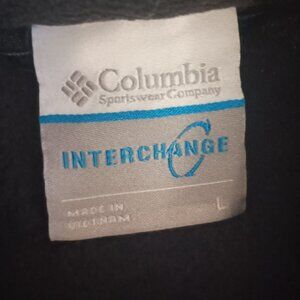 Columbia
Sportswear Company
INTERCHANGE
MADE IN
VIETNAM
L